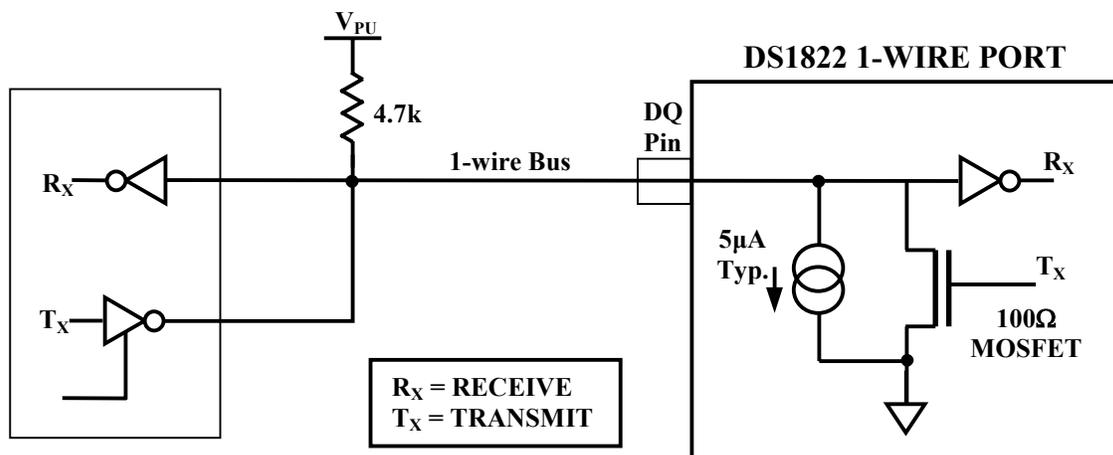 V_PU
DS1822 1-WIRE PORT
4.7k
DQ
Pin
1-wire Bus
R_X
R_X
5µA
Typ.
T_X
T_X
100Ω
MOSFET
R_X = RECEIVE
T_X = TRANSMIT